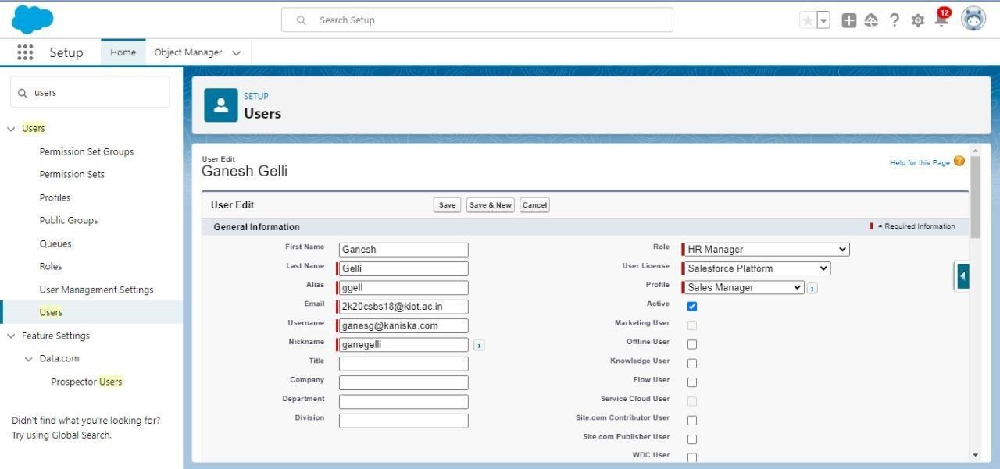 Search Setup
12
Setup
Home
Object Manager
users
Users
Permission Set Groups
Permission Sets
Profiles
Public Groups
Queues
Roles
User Management Settings
Users
Feature Settings
Data.com
Prospector Users
Didn't find what you're looking for?
Try using Global Search.
SETUP
Users
User Edit
Ganesh Gelli
Help for this Page ?
User Edit
Save
Save & New
Cancel
General Information
= Required Information
First Name Ganesh
Last Name Gelli
Alias ggell
Email 2k20csbs18@kiot.ac.in
Username ganesg@kaniska.com
Nickname ganegelli i
Title
Company
Department
Division
Role HR Manager
User License Salesforce Platform
Profile Sales Manager i
Active
Marketing User
Offline User
Knowledge User
Flow User
Service Cloud User
Site.com Contributor User
Site.com Publisher User
WDC User